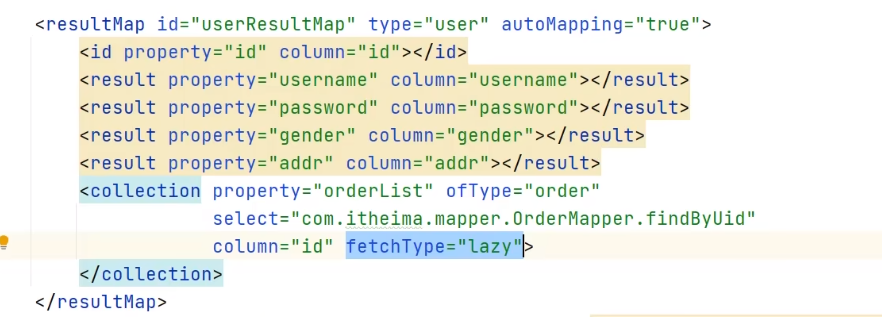 <resultMap id="userResultMap" type="user" autoMapping="true">
<id property="id" column="id"></id>
<result property="username" column="username"></result>
<result property="password" column="password"></result>
<result property="gender" column="gender"></result>
<result property="addr" column="addr"></result>
<collection property="orderList" ofType="order"
select="com.itheima.mapper.OrderMapper.findByUid"
column="id" fetchType="lazy">
</collection>
</resultMap>